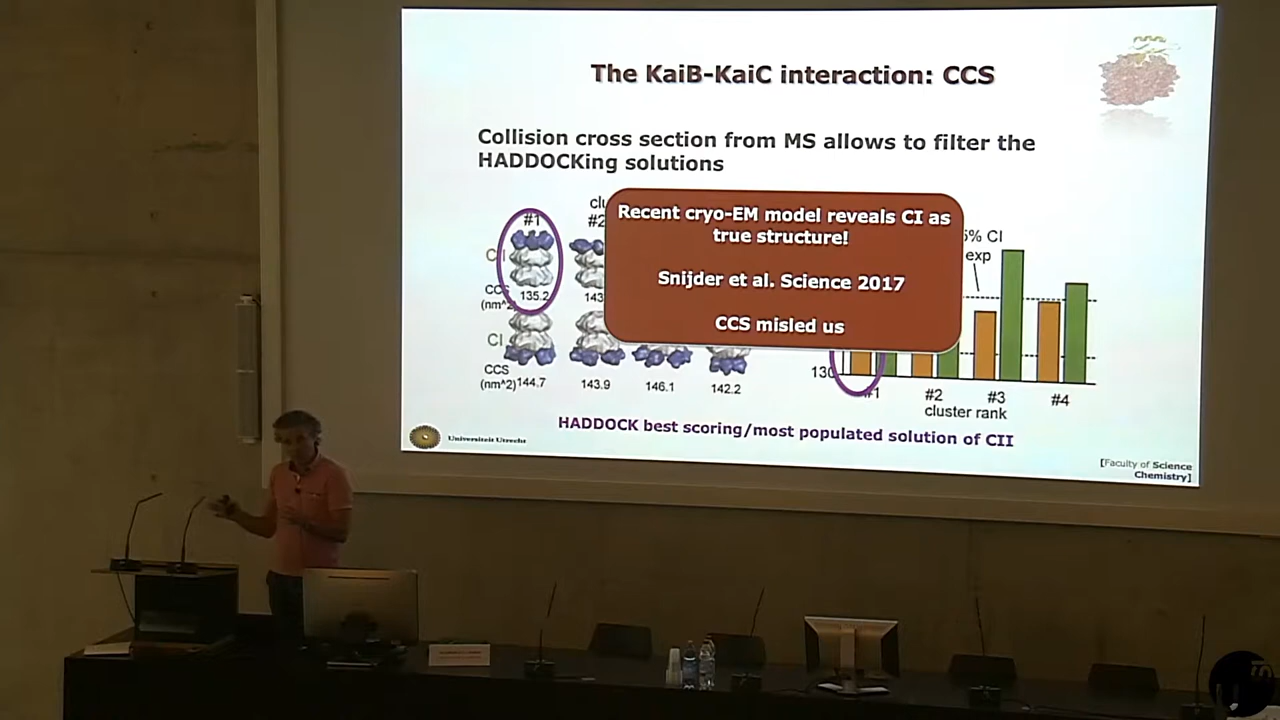 The KaiB-KaiC interaction: CCS
Collision cross section from MS allows to filter the
HADDOCKing solutions
#1
#2
CCS
(nm^2)
135.2
143
Recent cryo-EM model reveals CI as
true structure!
Snijder et al. Science 2017
CCS misled us
5% CI
exp
CI
CCS
(nm^2)
144.7
143.9
146.1
142.2
130
#1
#2
#3
#4
cluster rank
HADDOCK best scoring/most populated solution of CII
Universiteit Utrecht
[Faculty of Science
Chemistry]